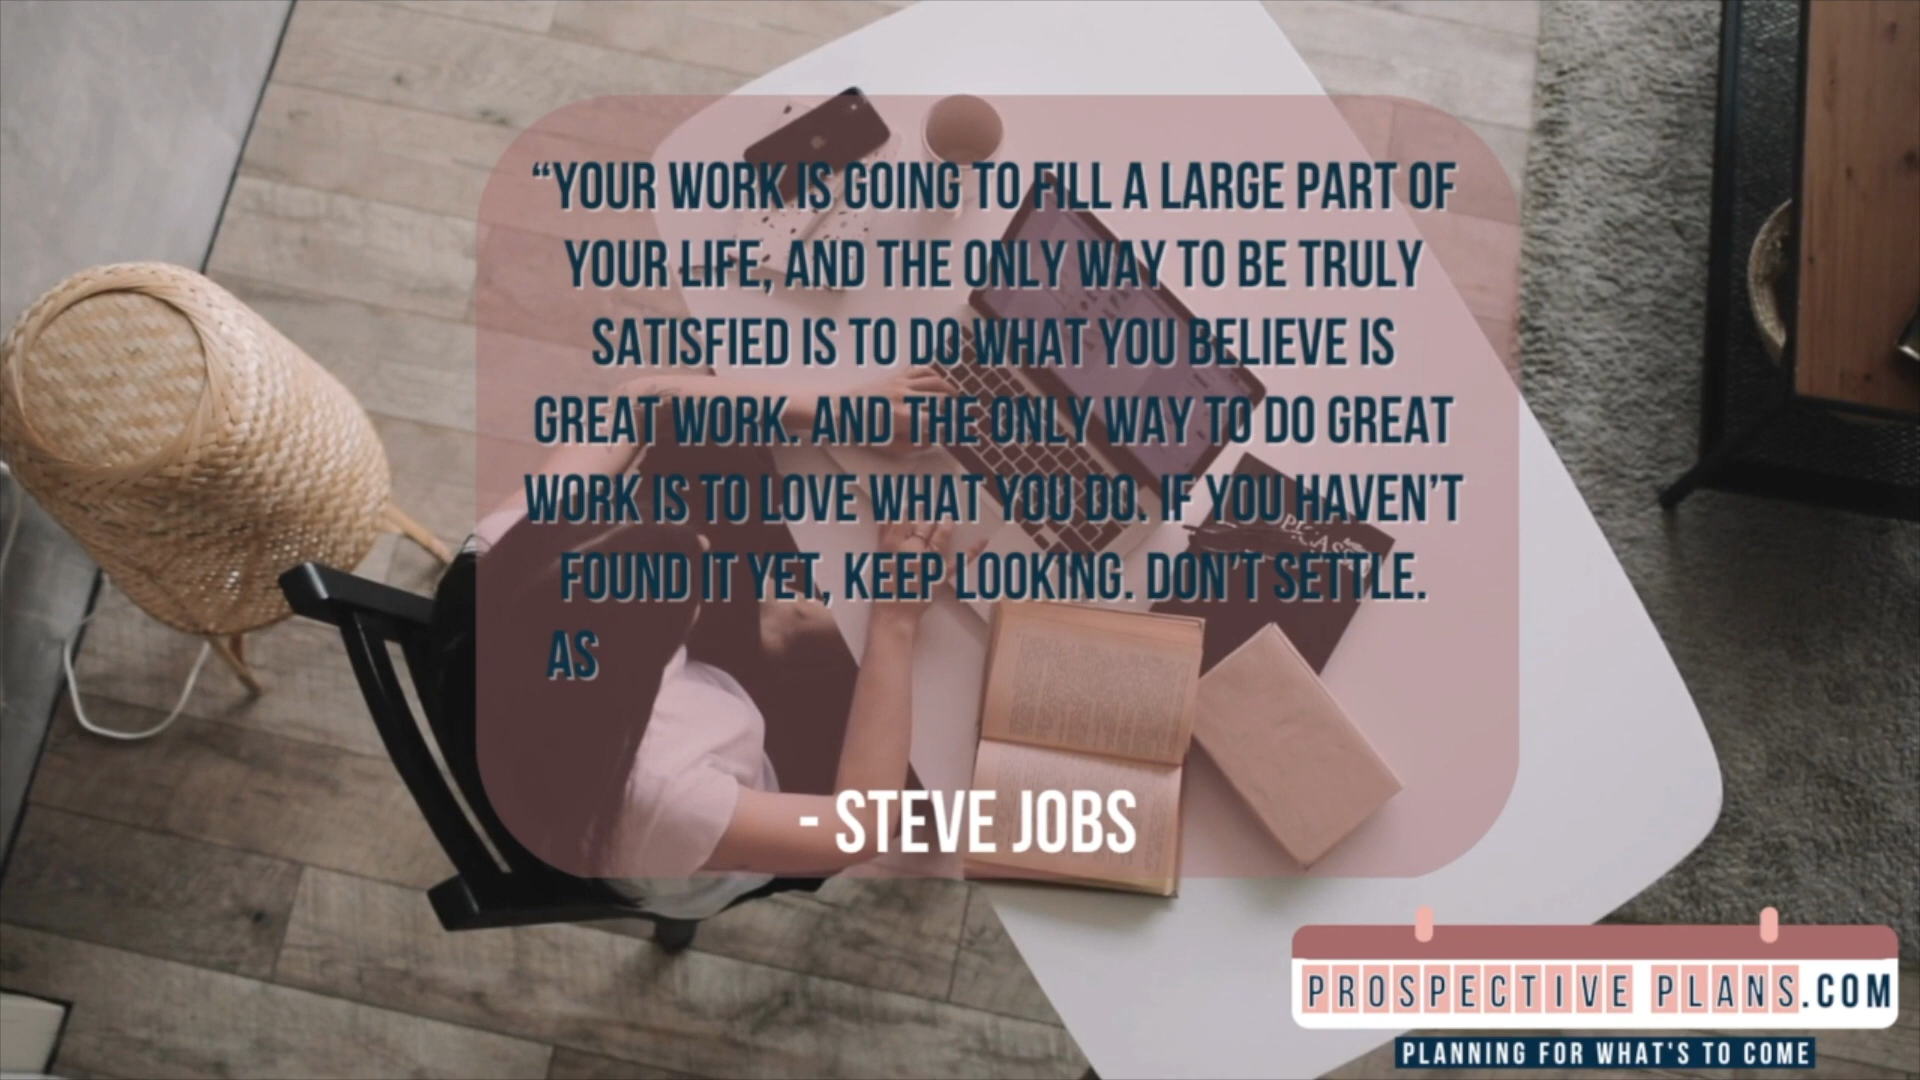 “YOUR WORK IS GOING TO FILL A LARGE PART OF
YOUR LIFE, AND THE ONLY WAY TO BE TRULY
SATISFIED IS TO DO WHAT YOU BELIEVE IS
GREAT WORK. AND THE ONLY WAY TO DO GREAT
WORK IS TO LOVE WHAT YOU DO. IF YOU HAVEN’T
FOUND IT YET, KEEP LOOKING. DON’T SETTLE.
AS
- STEVE JOBS
PROSPECTIVE PLANS.COM
PLANNING FOR WHAT'S TO COME